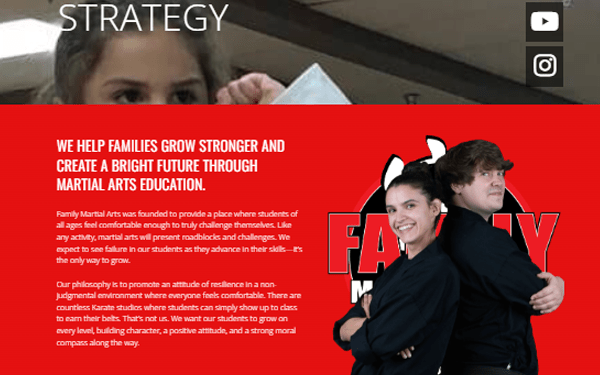 STRATEGY
WE HELP FAMILIES GROW STRONGER AND
CREATE A BRIGHT FUTURE THROUGH
MARTIAL ARTS EDUCATION.
Family Martial Arts was founded to provide a place where students of
all ages feel comfortable enough to truly challenge themselves. Like
any activity, martial arts will present roadblocks and challenges. We
expect to see failure in our students as they advance in their skills—it's
the only way to grow.
Our philosophy is to promote an attitude of resilience in a non-
judgmental environment where everyone feels comfortable. There are
countless Karate studios where students can simply show up to class
to earn their belts. That's not us. We want our students to grow on
every level, building character, a positive attitude, and a strong moral
compass along the way.